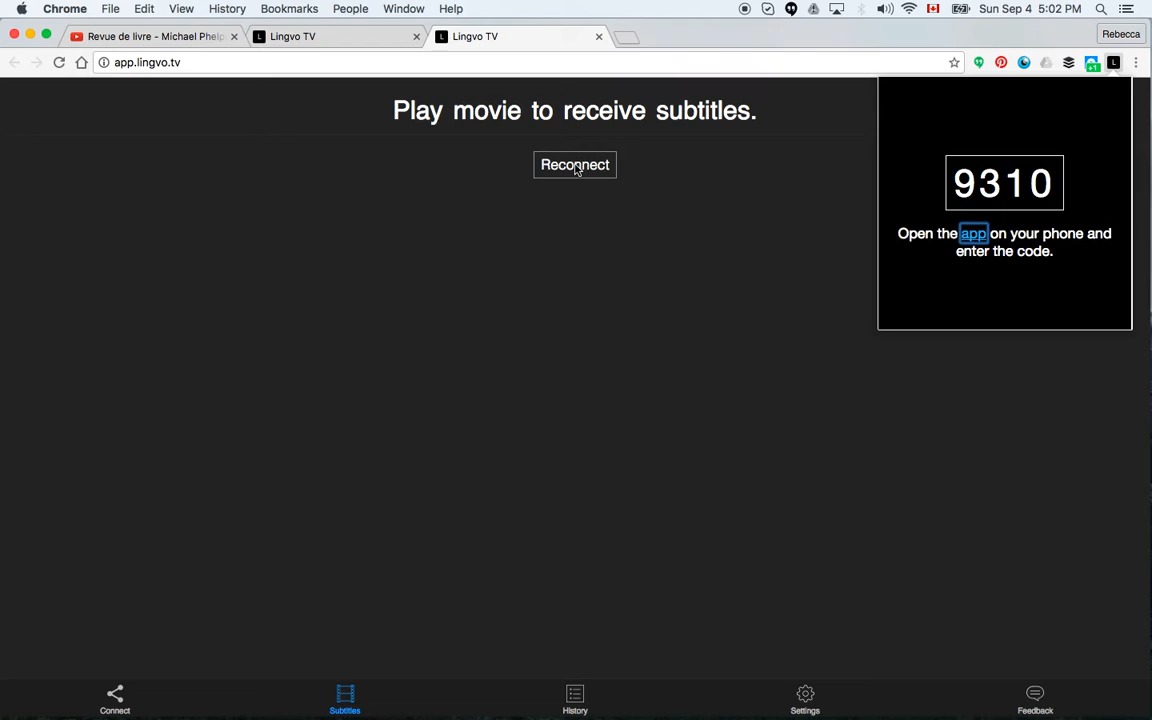 Chrome File Edit View History Bookmarks People Window Help Sun Sep 4 5:02 PM
Revue de livre - Michael Phelp Lingvo TV Lingvo TV Rebecca
app.lingvo.tv +1 L
Play movie to receive subtitles.
Reconnect
9310
Open the app on your phone and
enter the code.
Connect Subtitles History Settings Feedback